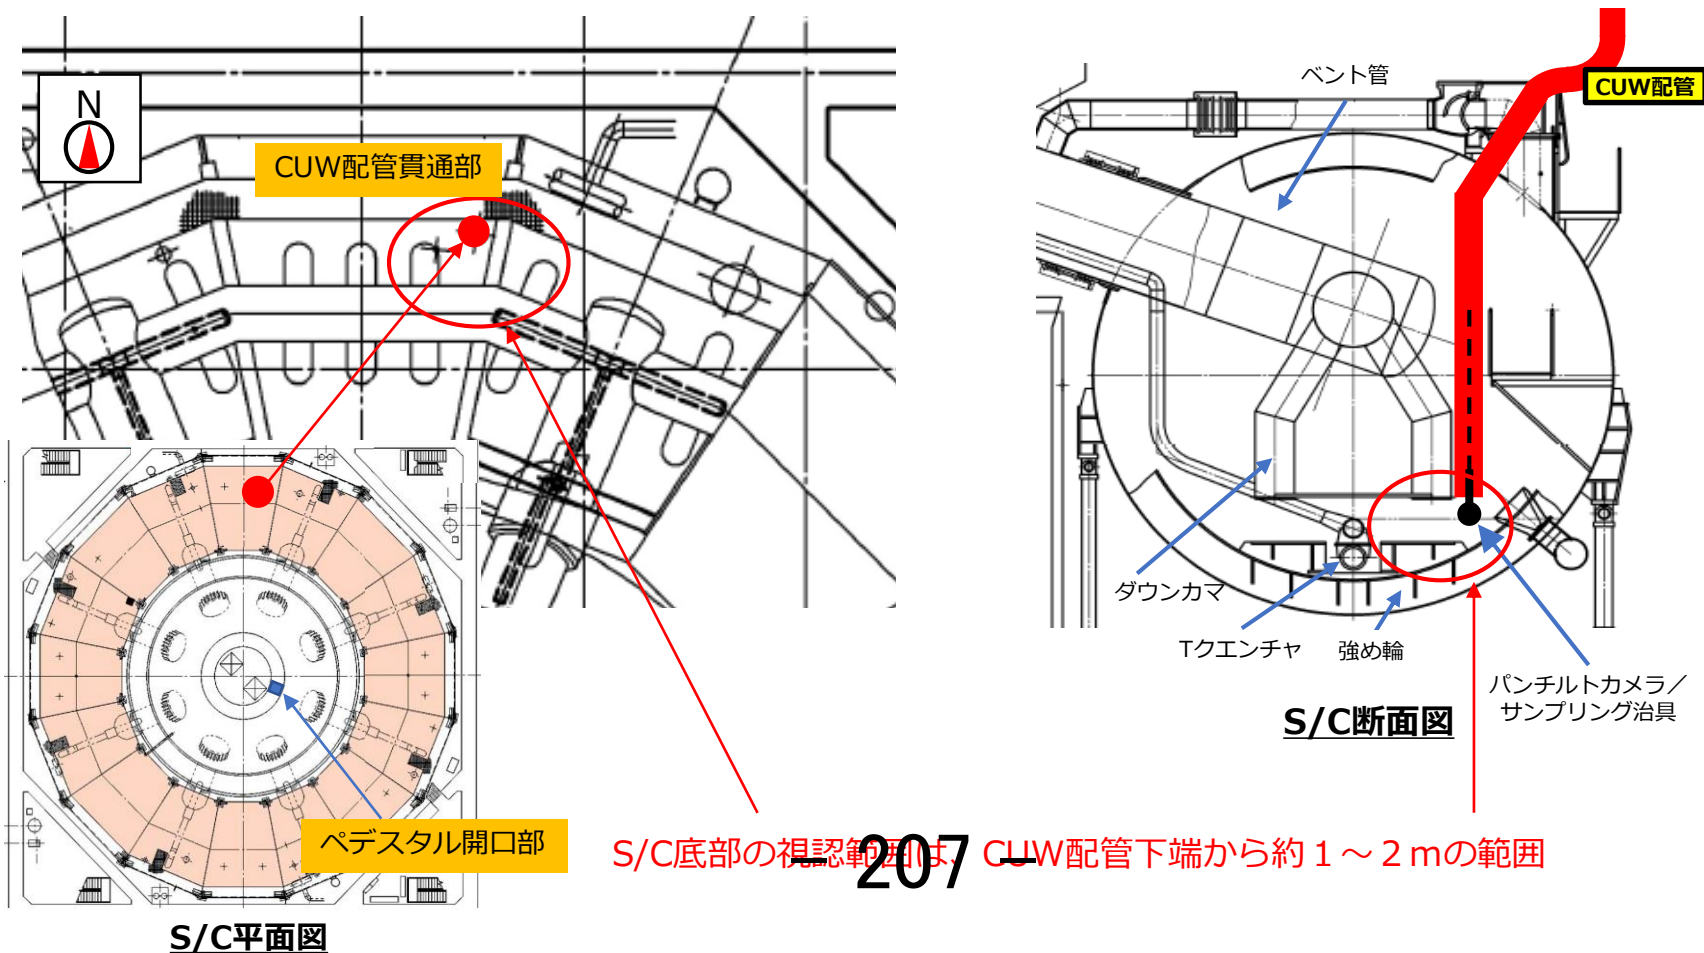 N
CUW配管貫通部
ペデスタル開口部
S/C平面図
ベント管
CUW配管
ダウンカマ
Tクエンチャ
強め輪
パンチルトカメラ／
サンプリング治具
S/C断面図
S/C底部の視認範囲は、CUW配管下端から約１～２ｍの範囲
- 207 -